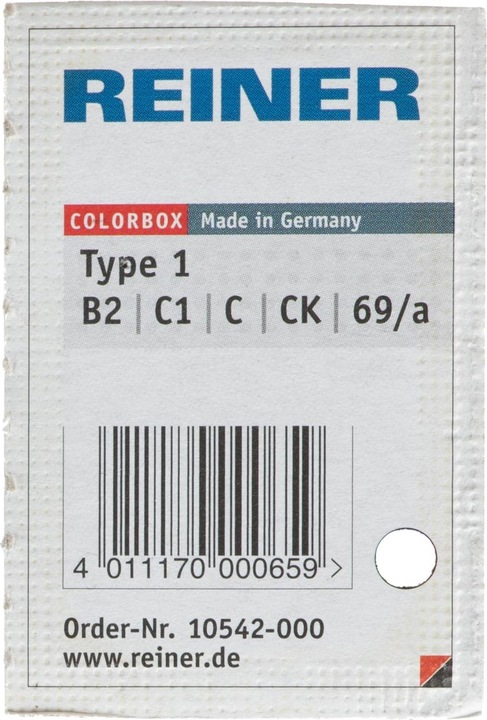 REINER
COLORBOX Made in Germany
Type 1
B2 | C1 | C | CK | 69/a
4 011170 000659 >
Order-Nr. 10542-000
www.reiner.de